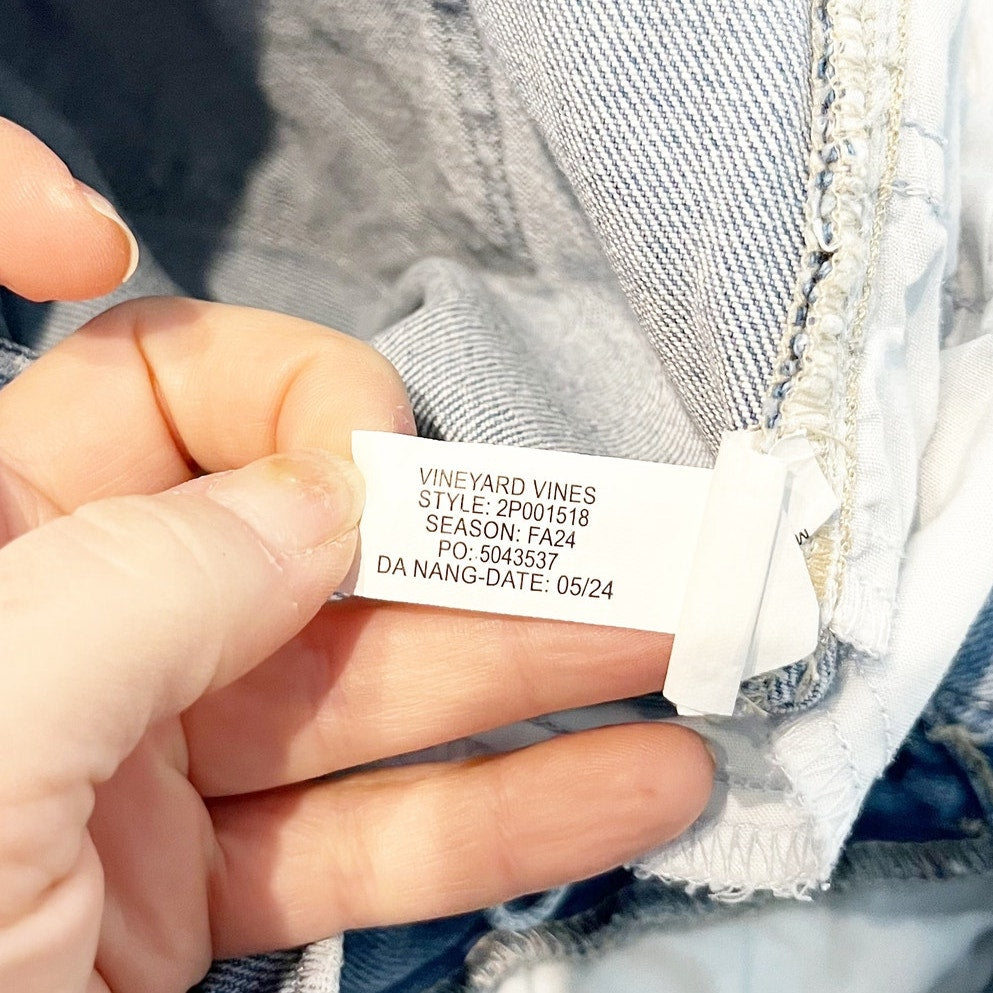 VINEYARD VINES
STYLE: 2P001518
SEASON: FA24
PO: 5043537
DA NANG-DATE: 05/24
M